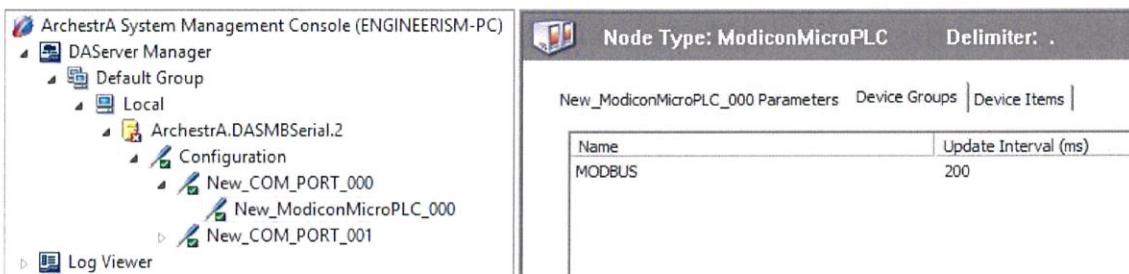 ArchestrA System Management Console (ENGINEERISM-PC)
DAServer Manager
Default Group
Local
ArchestrA.DASMBSerial.2
Configuration
New_COM_PORT_000
New_ModiconMicroPLC_000
New_COM_PORT_001
Log Viewer
Node Type: ModiconMicroPLC Delimiter: .
New_ModiconMicroPLC_000 Parameters Device Groups Device Items
Name Update Interval (ms)
MODBUS 200